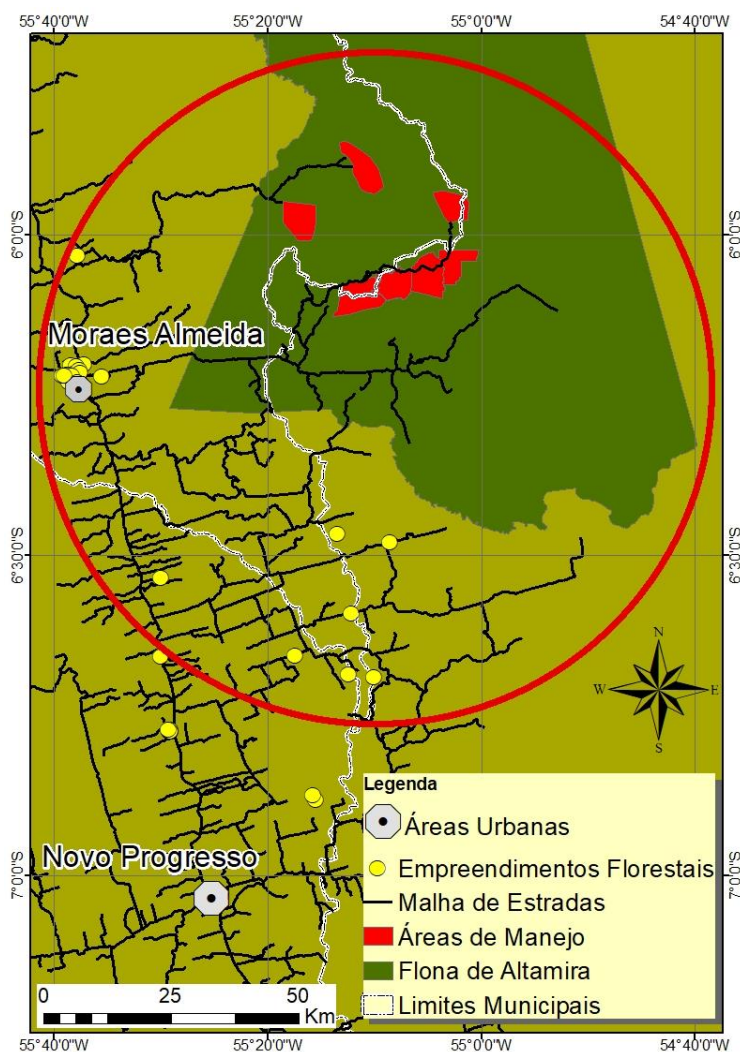 55°40'0"W 55°20'0"W 55°0'0"W 54°40'0"W
6°0'0"S 6°0'0"S
Moraes Almeida
6°30'0"S 6°30'0"S
N
W E
S
Legenda
Áreas Urbanas
Novo Progresso
Empreendimentos Florestais
7°0'0"S 7°0'0"S
Malha de Estradas
Áreas de Manejo
Flona de Altamira
0 25 50
Km
Limites Municipais
55°40'0"W 55°20'0"W 55°0'0"W 54°40'0"W